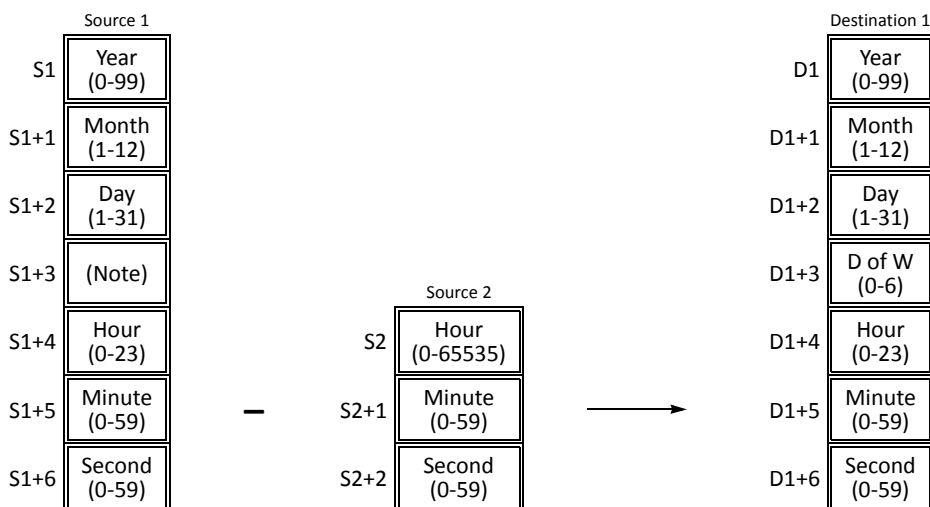 Source 1
S1
Year
(0-99)
S1+1
Month
(1-12)
S1+2
Day
(1-31)
S1+3
(Note)
S1+4
Hour
(0-23)
S1+5
Minute
(0-59)
S1+6
Second
(0-59)
–
Source 2
S2
Hour
(0-65535)
S2+1
Minute
(0-59)
S2+2
Second
(0-59)
Destination 1
D1
Year
(0-99)
D1+1
Month
(1-12)
D1+2
Day
(1-31)
D1+3
D of W
(0-6)
D1+4
Hour
(0-23)
D1+5
Minute
(0-59)
D1+6
Second
(0-59)